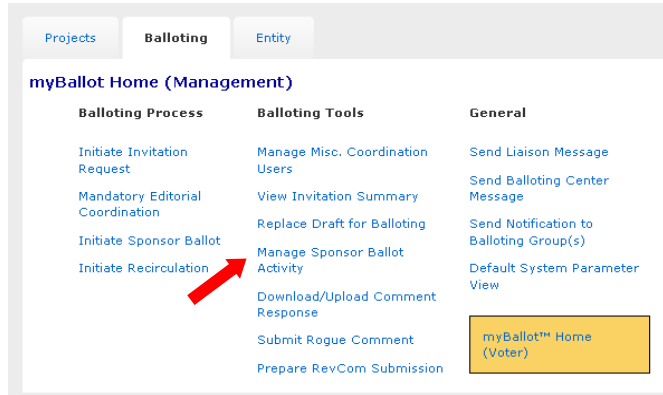 Projects
Balloting
Entity
myBallot Home (Management)
Balloting Process
Initiate Invitation
Request
Mandatory Editorial
Coordination
Initiate Sponsor Ballot
Initiate Recirculation
Balloting Tools
Manage Misc. Coordination
Users
View Invitation Summary
Replace Draft for Balloting
Manage Sponsor Ballot
Activity
Download/Upload Comment
Response
Submit Rogue Comment
Prepare RevCom Submission
General
Send Liaison Message
Send Balloting Center
Message
Send Notification to
Balloting Group(s)
Default System Parameter
View
myBallot™ Home
(Voter)